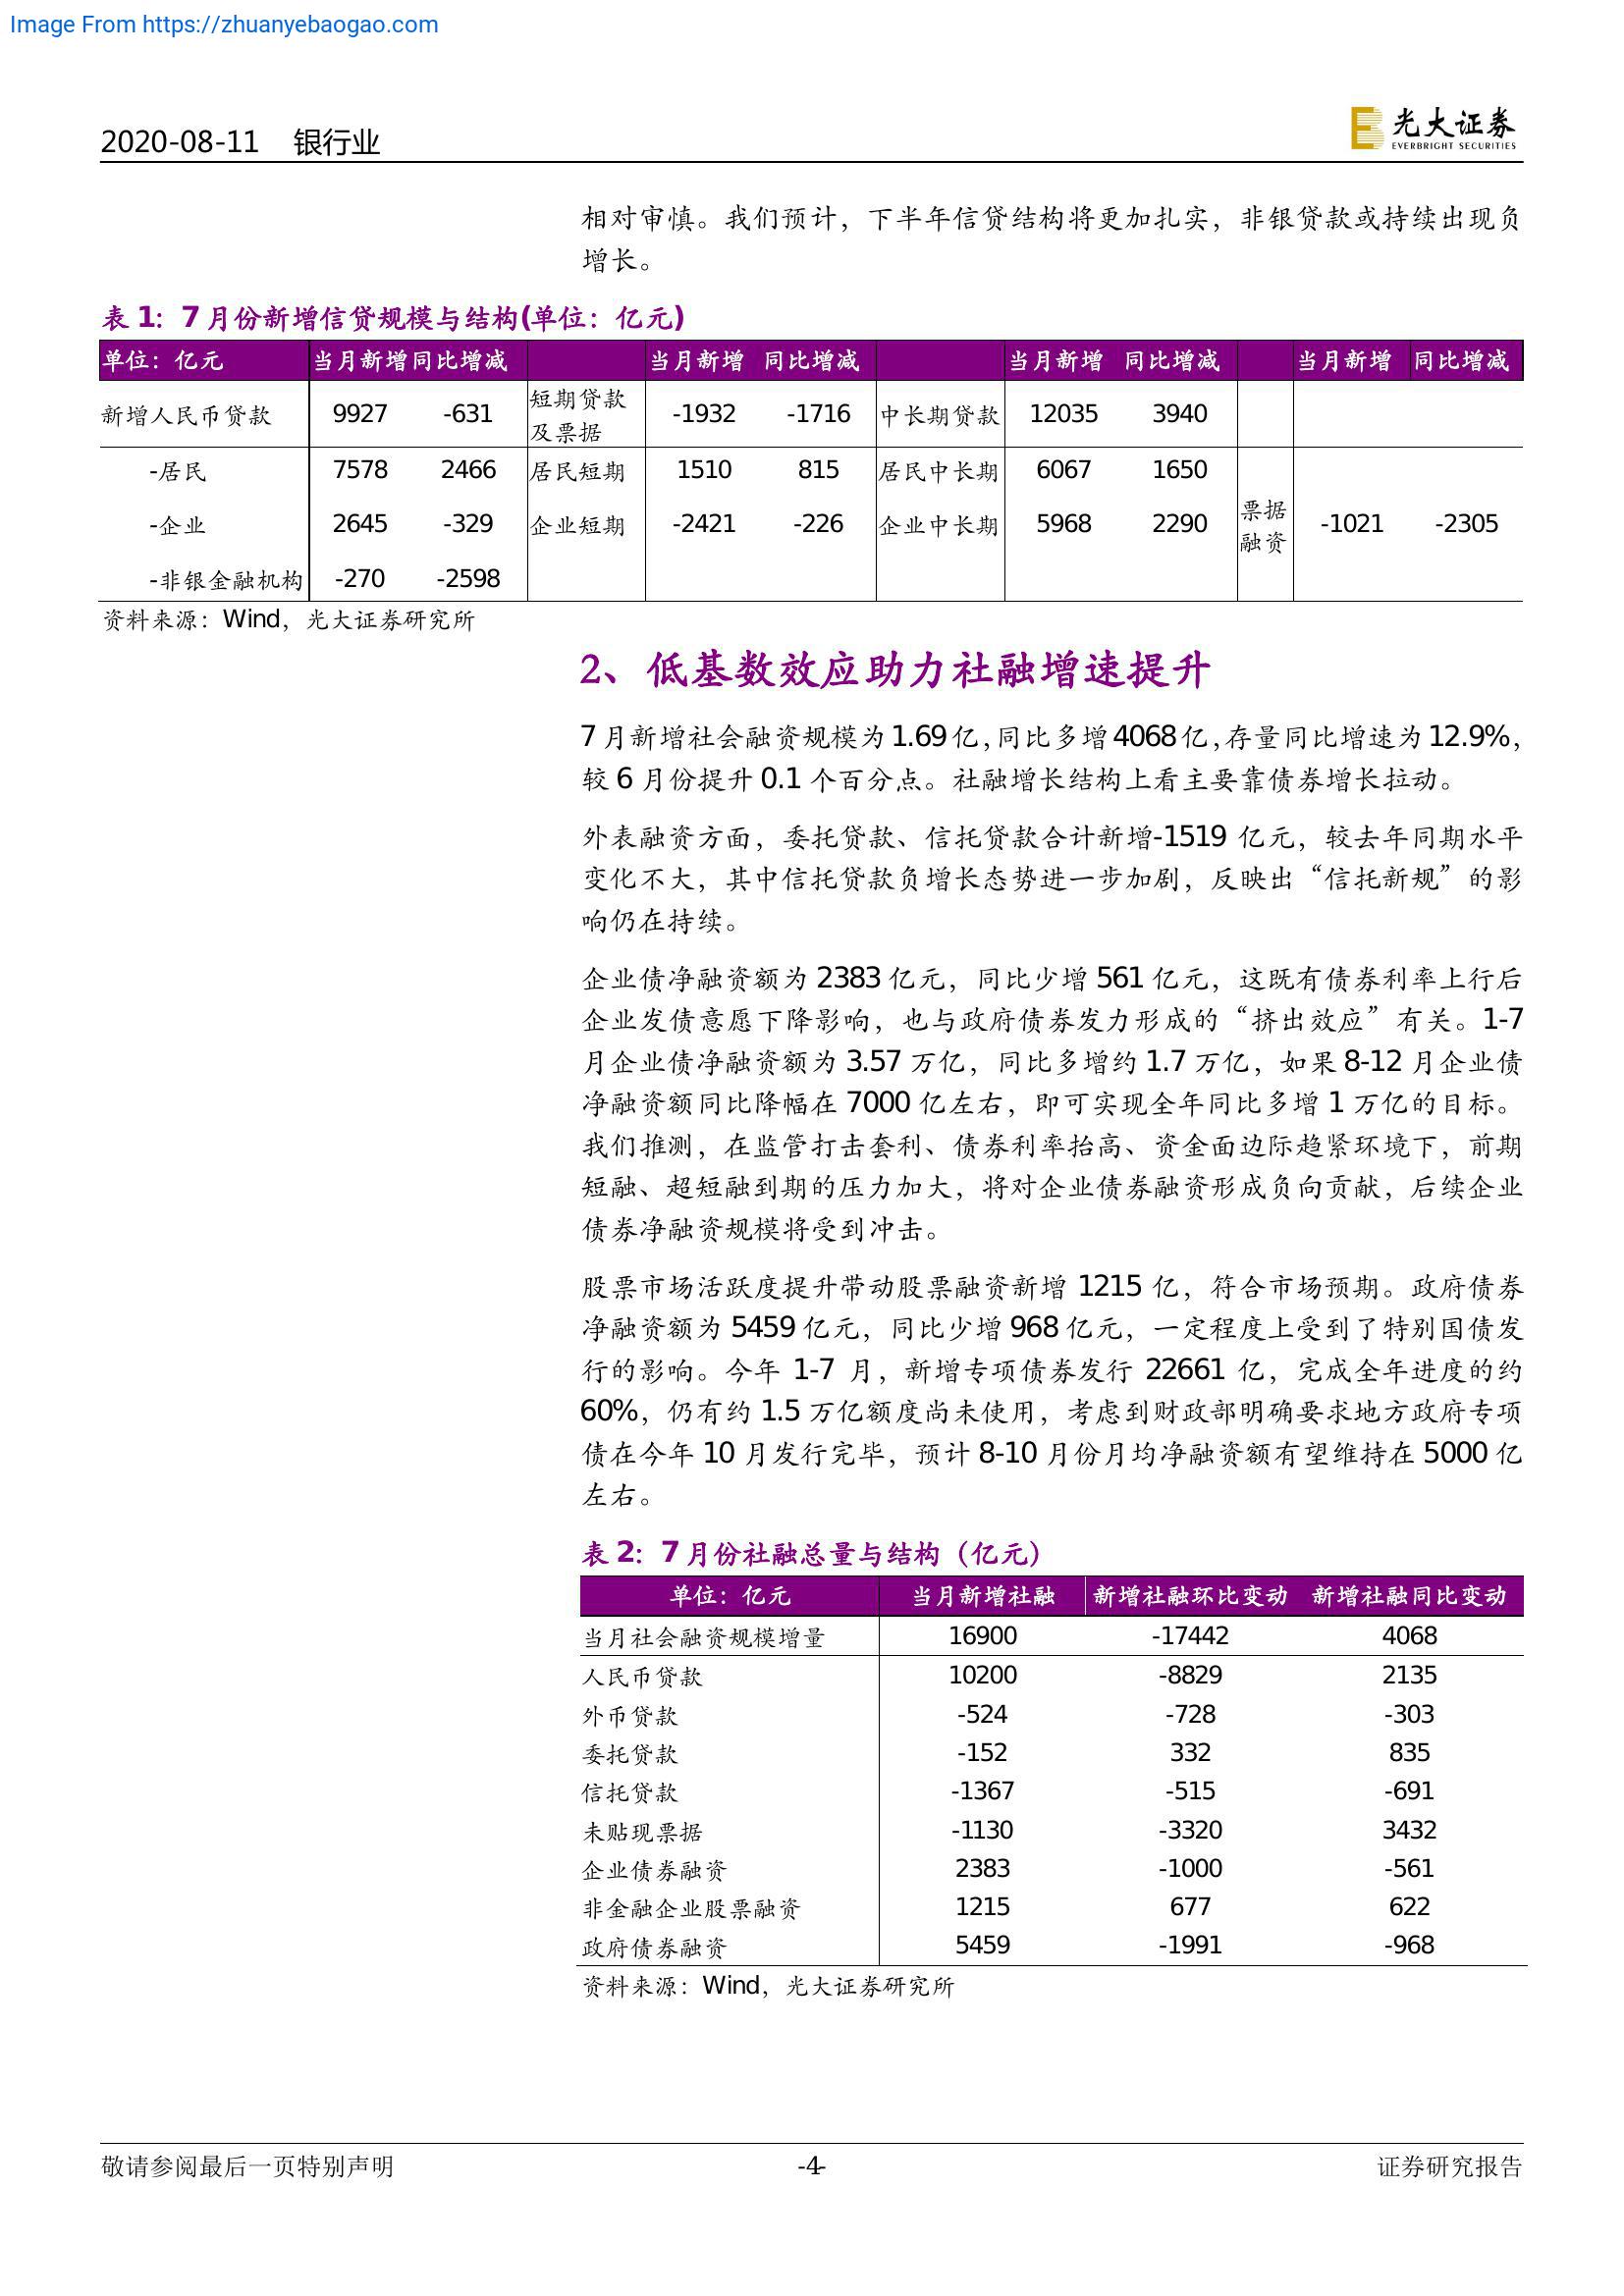 Image From https://zhuanyebaogao.com
2020-08-11 银行业
光大证券
EVERBRIGHT SECURITIES
相对审慎。我们预计，下半年信贷结构将更加扎实，非银贷款或持续出现负
增长。
表 1：7 月份新增信贷规模与结构(单位：亿元)
单位：亿元 当月新增 同比增减 当月新增 同比增减 当月新增 同比增减 当月新增 同比增减
新增人民币贷款 9927 -631 短期贷款及票据 -1932 -1716 中长期贷款 12035 3940
-居民 7578 2466 居民短期 1510 815 居民中长期 6067 1650
-企业 2645 -329 企业短期 -2421 -226 企业中长期 5968 2290 票据融资 -1021 -2305
-非银金融机构 -270 -2598
资料来源：Wind，光大证券研究所
2、低基数效应助力社融增速提升
7 月新增社会融资规模为 1.69 亿，同比多增 4068 亿，存量同比增速为 12.9%，
较 6 月份提升 0.1 个百分点。社融增长结构上看主要靠债券增长拉动。
外表融资方面，委托贷款、信托贷款合计新增-1519 亿元，较去年同期水平
变化不大，其中信托贷款负增长态势进一步加剧，反映出“信托新规”的影
响仍在持续。
企业债净融资额为 2383 亿元，同比少增 561 亿元，这既有债券利率上行后
企业发债意愿下降影响，也与政府债券发力形成的“挤出效应”有关。1-7
月企业债净融资额为 3.57 万亿，同比多增约 1.7 万亿，如果 8-12 月企业债
净融资额同比降幅在 7000 亿左右，即可实现全年同比多增 1 万亿的目标。
我们推测，在监管打击套利、债券利率抬高、资金面边际趋紧环境下，前期
短融、超短融到期的压力加大，将对企业债券融资形成负向贡献，后续企业
债券净融资规模将受到冲击。
股票市场活跃度提升带动股票融资新增 1215 亿，符合市场预期。政府债券
净融资额为 5459 亿元，同比少增 968 亿元，一定程度上受到了特别国债发
行的影响。今年 1-7 月，新增专项债券发行 22661 亿，完成全年进度的约
60%，仍有约 1.5 万亿额度尚未使用，考虑到财政部明确要求地方政府专项
债在今年 10 月发行完毕，预计 8-10 月份月均净融资额有望维持在 5000 亿
左右。
表 2：7 月份社融总量与结构（亿元）
单位：亿元 当月新增社融 新增社融环比变动 新增社融同比变动
当月社会融资规模增量 16900 -17442 4068
人民币贷款 10200 -8829 2135
外币贷款 -524 -728 -303
委托贷款 -152 332 835
信托贷款 -1367 -515 -691
未贴现票据 -1130 -3320 3432
企业债券融资 2383 -1000 -561
非金融企业股票融资 1215 677 622
政府债券融资 5459 -1991 -968
资料来源：Wind，光大证券研究所
敬请参阅最后一页特别声明 -4- 证券研究报告